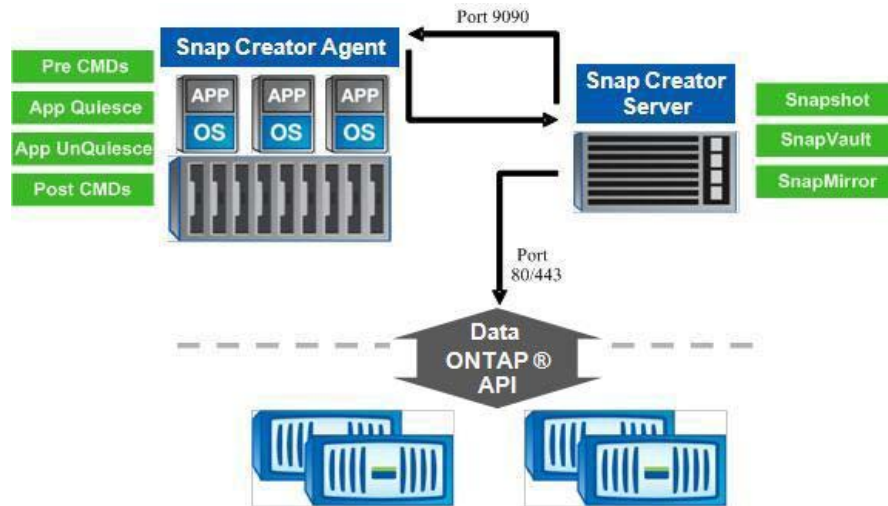 Port 9090
Snap Creator Agent
Pre CMDs
App Quiesce
App UnQuiesce
Post CMDs
APP
APP
APP
OS
OS
OS
Snap Creator
Server
Snapshot
SnapVault
SnapMirror
Port
80/443
Data
ONTAP ®
API